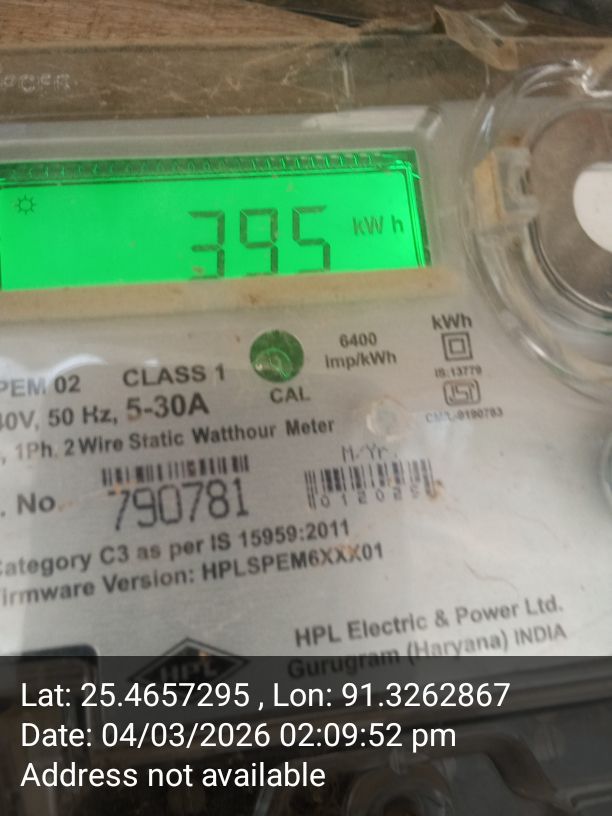 395 kWh
6400
imp/kWh
kWh
PEM 02 CLASS 1
CAL
IS:13779
40V, 50 Hz, 5-30A
, 1Ph. 2 Wire Static Watthour Meter
M/Yr.
. No. 790781
Category C3 as per IS 15959:2011
Firmware Version: HPLSPEM6XXX01
HPL Electric & Power Ltd.
HPL
Gurugram (Haryana) INDIA
Lat: 25.4657295 , Lon: 91.3262867
Date: 04/03/2026 02:09:52 pm
Address not available